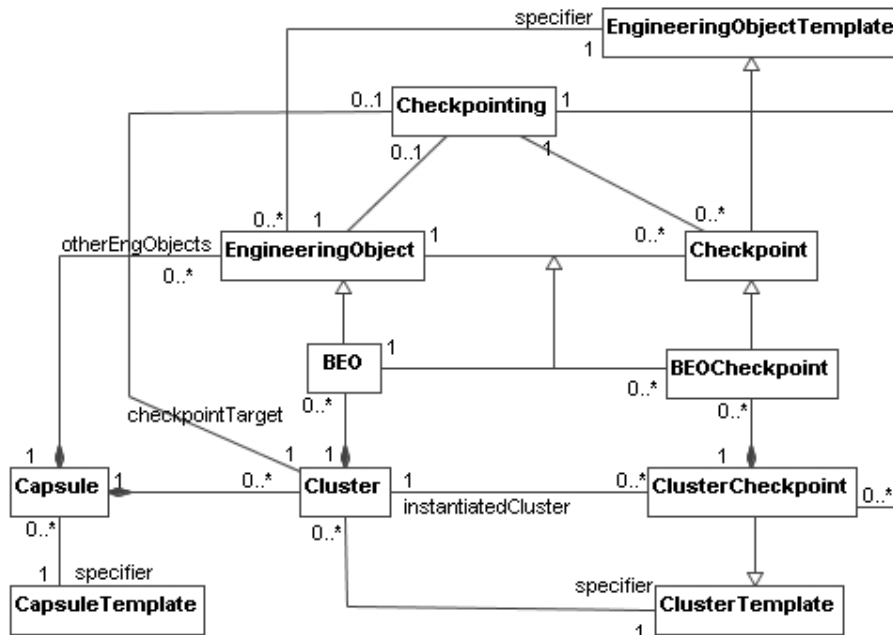 specifier
EngineeringObjectTemplate
1
0..1
Checkpointing
1
0..1
1
0..*
1
0..*
otherEngObjects
0..*
EngineeringObject
1
0..*
Checkpoint
BEO
1
BEOCheckpoint
0..*
0..*
0..*
checkpointTarget
1
1
1
1
Capsule
1
0..*
Cluster
1
0..*
ClusterCheckpoint
0..*
instantiatedCluster
0..*
0..*
1
specifier
specifier
CapsuleTemplate
ClusterTemplate
1